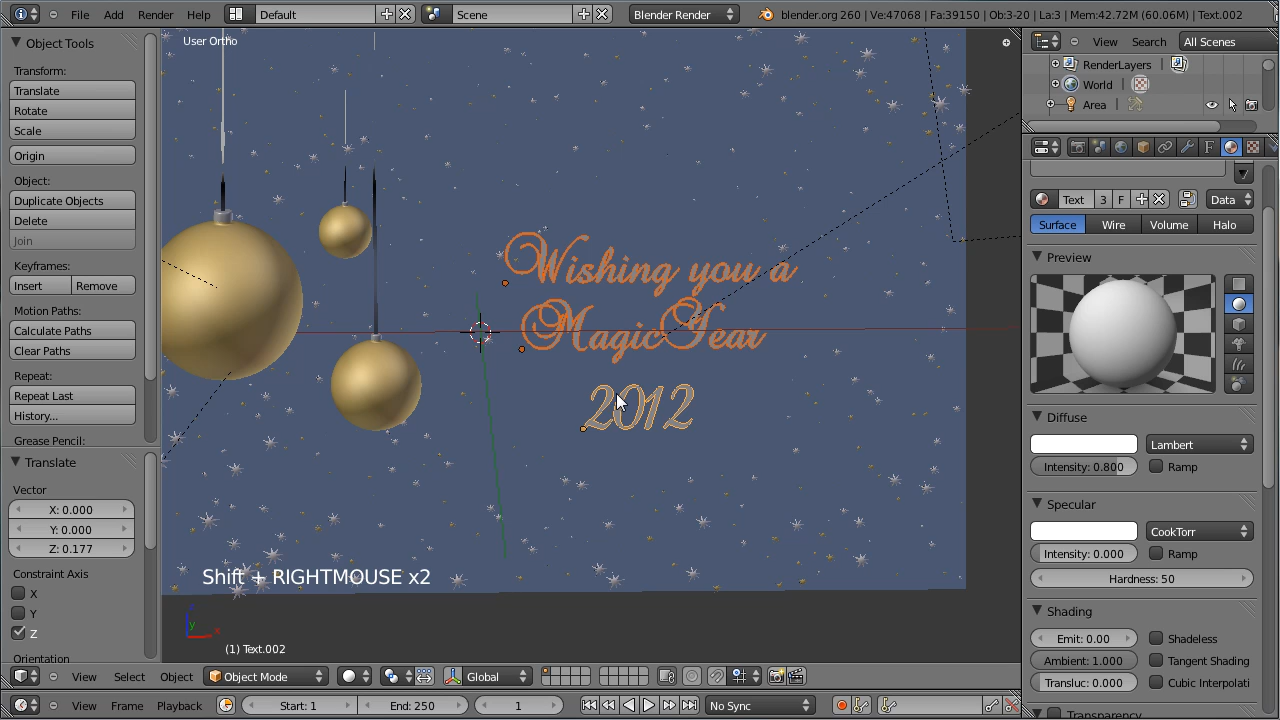 File Add Render Help Default Scene Blender Render blender.org 260 | Ve:47068 | Fa:39150 | Ob:3-20 | La:3 | Mem:42.72M (60.06M) | Text.002
Object Tools
Transform:
Translate
Rotate
Scale
Origin
Object:
Duplicate Objects
Delete
Join
Keyframes:
Insert Remove
Motion Paths:
Calculate Paths
Clear Paths
Repeat:
Repeat Last
History...
Grease Pencil:
Translate
Vector
X: 0.000
Y: 0.000
Z: 0.177
Constraint Axis
X
Y
Z
Orientation
User Ortho
Wishing you a
Magic Year
2012
Shift + RIGHTMOUSE x2
z
y
x
(1) Text.002
View Select Object Object Mode Global
View Frame Playback Start: End: 250 1 No Sync
View Search All Scenes
RenderLayers |
World |
Area |
Text 3 F Data
Surface Wire Volume Halo
Preview
Diffuse
Lambert
Intensity: 0.800 Ramp
Specular
CookTorr
Intensity: 0.000 Ramp
Hardness: 50
Shading
Emit: 0.00 Shadeless
Ambient: 1.000 Tangent Shading
Transluc: 0.000 Cubic Interpolati
Transparency